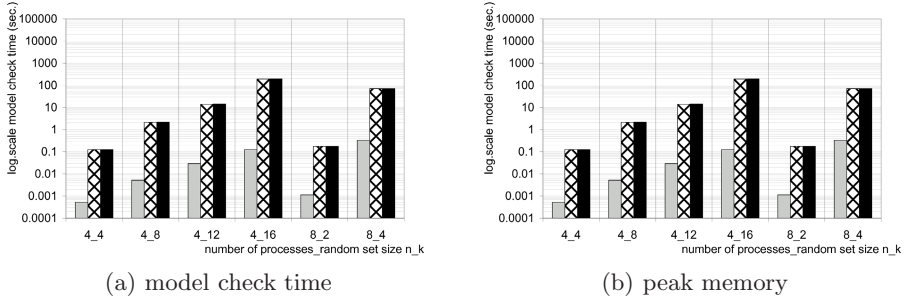 log.scale model check time (sec.)
100000
10000
1000
100
10
1
0.1
0.01
0.001
0.0001
4_4 4_8 4_12 4_16 8_2 8_4
number of processes_random set size n_k
(a) model check time
log.scale model check time (sec.)
100000
10000
1000
100
10
1
0.1
0.01
0.001
0.0001
4_4 4_8 4_12 4_16 8_2 8_4
number of processes_random set size n_k
(b) peak memory